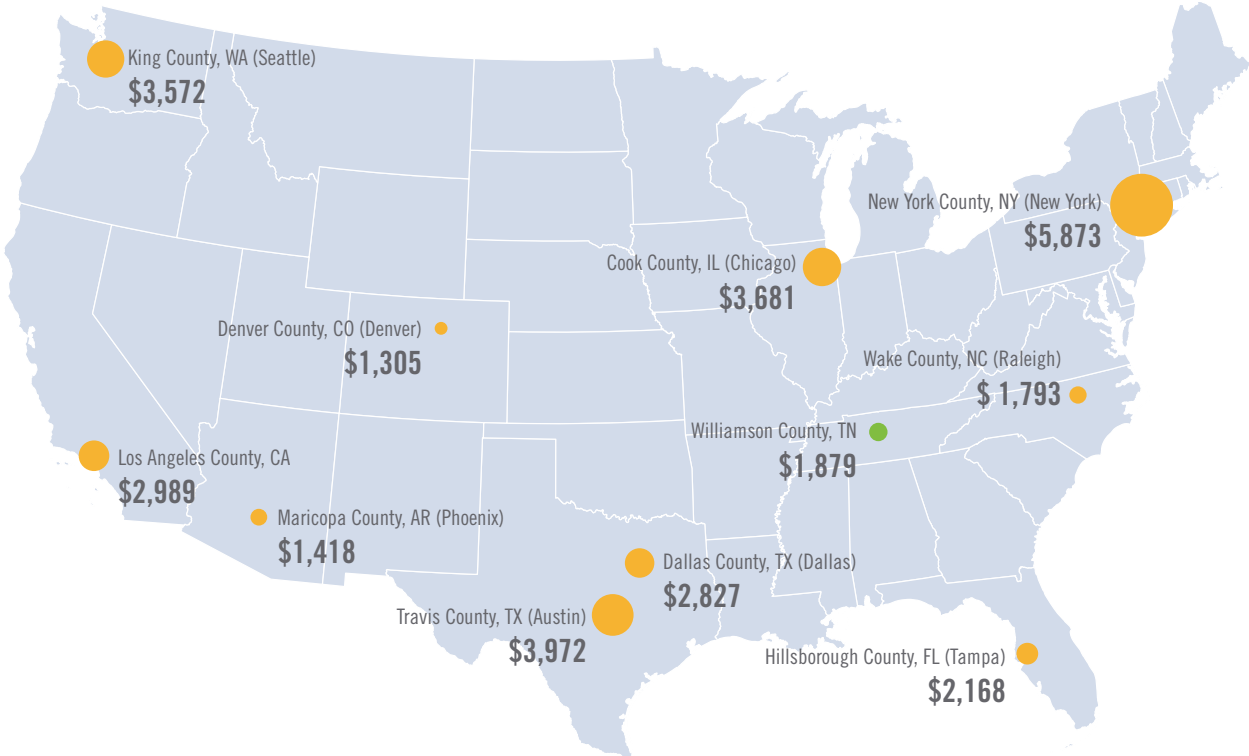 King County, WA (Seattle)
$3,572
New York County, NY (New York)
$5,873
Cook County, IL (Chicago)
$3,681
Denver County, CO (Denver)
$1,305
Wake County, NC (Raleigh)
$ 1,793
Williamson County, TN
$1,879
Los Angeles County, CA
$2,989
Maricopa County, AR (Phoenix)
$1,418
Dallas County, TX (Dallas)
$2,827
Travis County, TX (Austin)
$3,972
Hillsborough County, FL (Tampa)
$2,168